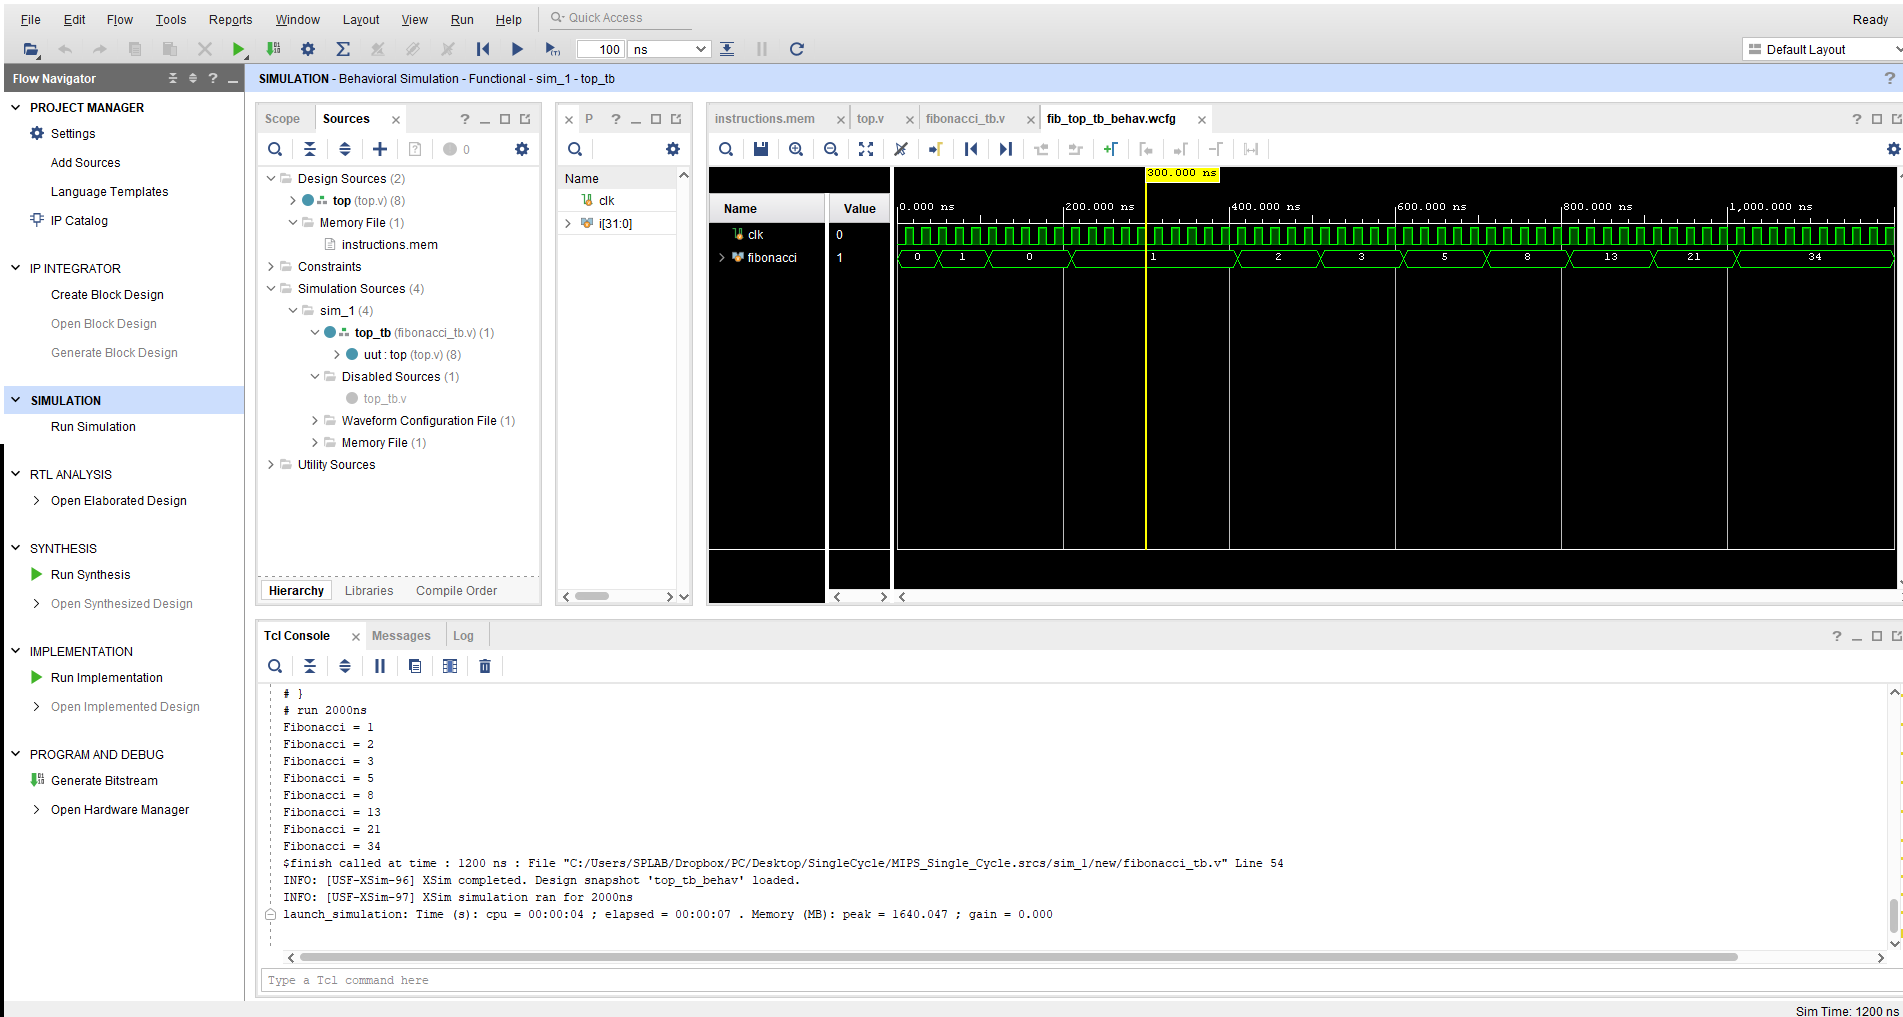 File Edit Flow Tools Reports Window Layout View Run Help Quick Access Ready
100 ns Default Layout
Flow Navigator
SIMULATION - Behavioral Simulation - Functional - sim_1 - top_tb
PROJECT MANAGER
Settings
Add Sources
Language Templates
IP Catalog
IP INTEGRATOR
Create Block Design
Open Block Design
Generate Block Design
SIMULATION
Run Simulation
RTL ANALYSIS
Open Elaborated Design
SYNTHESIS
Run Synthesis
Open Synthesized Design
IMPLEMENTATION
Run Implementation
Open Implemented Design
PROGRAM AND DEBUG
Generate Bitstream
Open Hardware Manager
Scope Sources
0
Design Sources (2)
top (top.v) (8)
Memory File (1)
instructions.mem
Constraints
Simulation Sources (4)
sim_1 (4)
top_tb (fibonacci_tb.v) (1)
uut : top (top.v) (8)
Disabled Sources (1)
top_tb.v
Waveform Configuration File (1)
Memory File (1)
Utility Sources
Hierarchy Libraries Compile Order
P
Name
clk
i[31:0]
instructions.mem top.v fibonacci_tb.v fib_top_tb_behav.wcfg
300.000 ns
Name Value 0.000 ns 200.000 ns 400.000 ns 600.000 ns 800.000 ns 1,000.000 ns
clk 0
fibonacci 1 0 1 0 1 2 3 5 8 13 21 34
Tcl Console Messages Log
# }
# run 2000ns
Fibonacci = 1
Fibonacci = 2
Fibonacci = 3
Fibonacci = 5
Fibonacci = 8
Fibonacci = 13
Fibonacci = 21
Fibonacci = 34
$finish called at time : 1200 ns : File "C:/Users/SPLAB/Dropbox/PC/Desktop/SingleCycle/MIPS_Single_Cycle.srcs/sim_1/new/fibonacci_tb.v" Line 54
INFO: [USF-XSim-96] XSim completed. Design snapshot 'top_tb_behav' loaded.
INFO: [USF-XSim-97] XSim simulation ran for 2000ns
launch_simulation: Time (s): cpu = 00:00:04 ; elapsed = 00:00:07 . Memory (MB): peak = 1640.047 ; gain = 0.000
Type a Tcl command here
Sim Time: 1200 ns